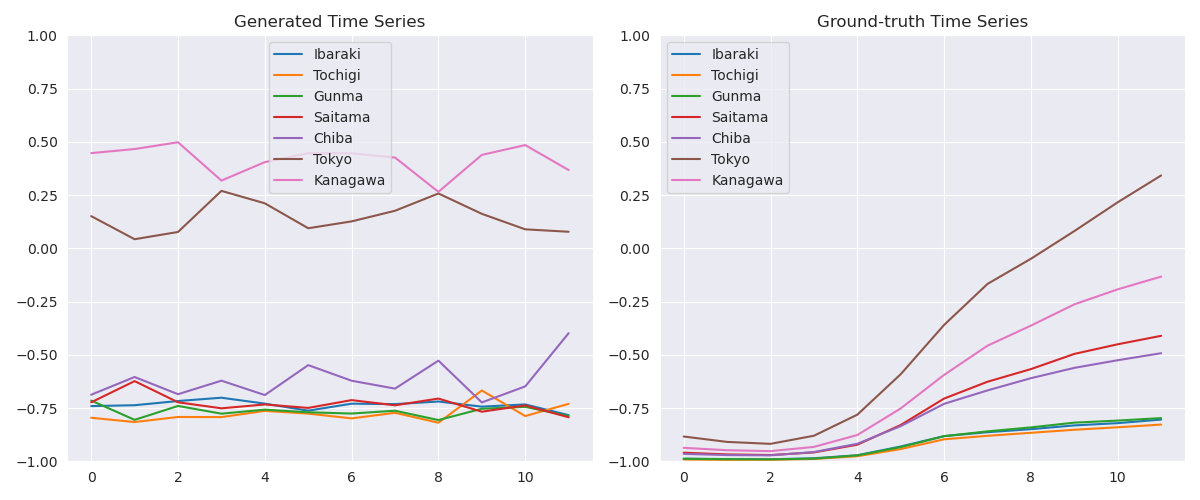 Generated Time Series
1.00
0.75
0.50
0.25
0.00
−0.25
−0.50
−0.75
−1.00
0 2 4 6 8 10
Ibaraki
Tochigi
Gunma
Saitama
Chiba
Tokyo
Kanagawa
Ground-truth Time Series
1.00
0.75
0.50
0.25
0.00
−0.25
−0.50
−0.75
−1.00
0 2 4 6 8 10
Ibaraki
Tochigi
Gunma
Saitama
Chiba
Tokyo
Kanagawa